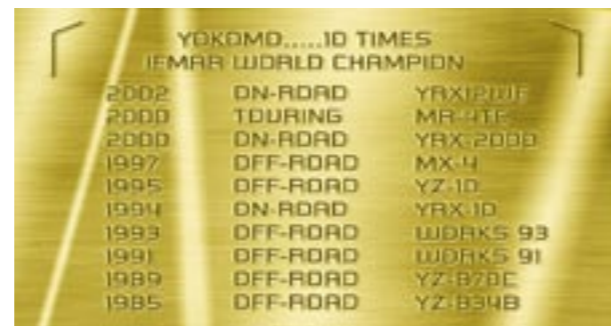 YOKOMO.....10 TIMES
IFMAR WORLD CHAMPION
2002 ON-ROAD YRX12WE
2000 TOURING MR-4TC
2000 ON-ROAD YRX-2000
1997 OFF-ROAD MX-4
1995 OFF-ROAD YZ-10
1994 ON-ROAD YRX-10
1993 OFF-ROAD WORKS 93
1991 OFF-ROAD WORKS 91
1989 OFF-ROAD YZ-870C
1985 OFF-ROAD YZ-834B